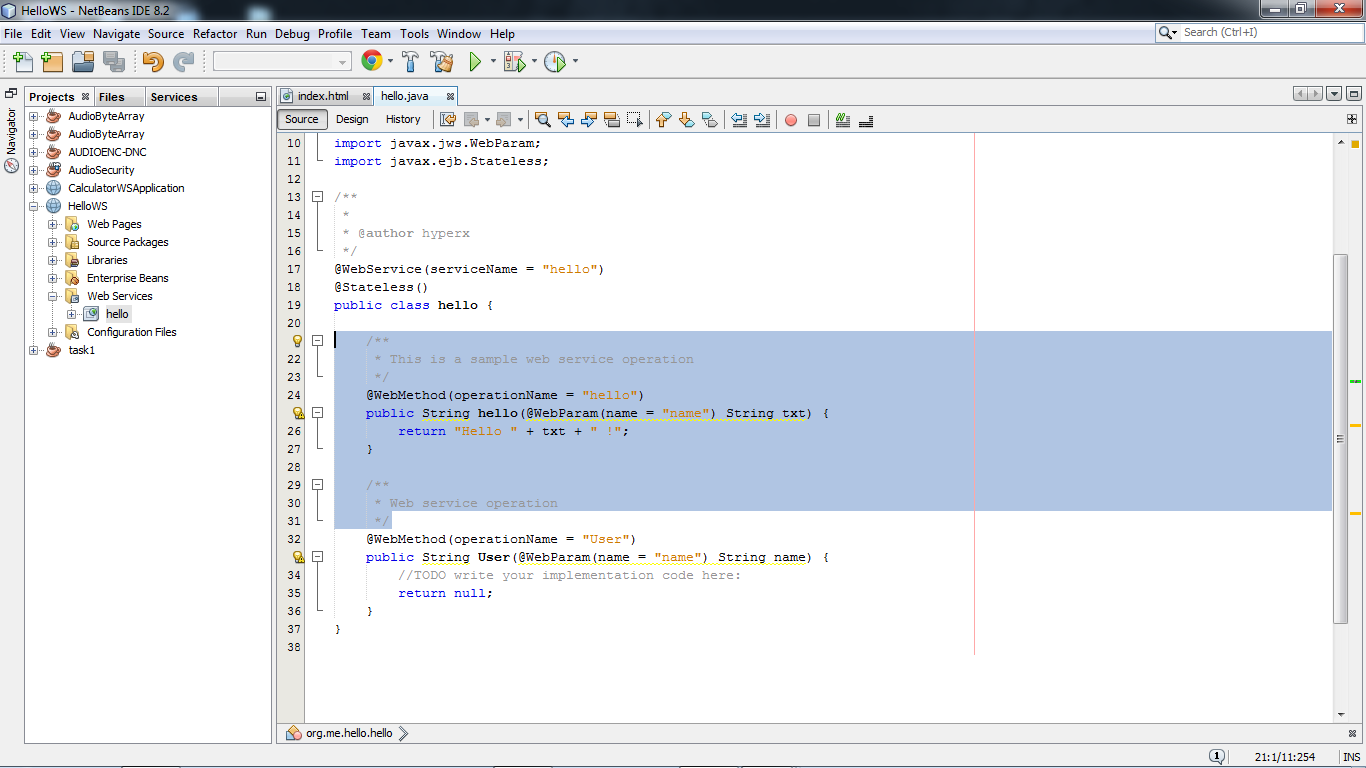 HelloWS - NetBeans IDE 8.2
File Edit View Navigate Source Refactor Run Debug Profile Team Tools Window Help
Search (Ctrl+I)
Projects Files Services
Navigator
AudioByteArray
AudioByteArray
AUDIOENC-DNC
AudioSecurity
CalculatorWSApplication
HelloWS
Web Pages
Source Packages
Libraries
Enterprise Beans
Web Services
hello
Configuration Files
task1
index.html hello.java
Source Design History
10 import javax.jws.WebParam;
11 import javax.ejb.Stateless;
12
13 /**
14 *
15 * @author hyperx
16 */
17 @WebService(serviceName = "hello")
18 @Stateless()
19 public class hello {
20
/**
22 * This is a sample web service operation
23 */
24 @WebMethod(operationName = "hello")
public String hello(@WebParam(name = "name") String txt) {
26 return "Hello " + txt + " !";
27 }
28
29 /**
30 * Web service operation
31 */
32 @WebMethod(operationName = "User")
public String User(@WebParam(name = "name") String name) {
34 //TODO write your implementation code here:
35 return null;
36 }
37 }
38
org.me.hello.hello
1 21:1/11:254 INS